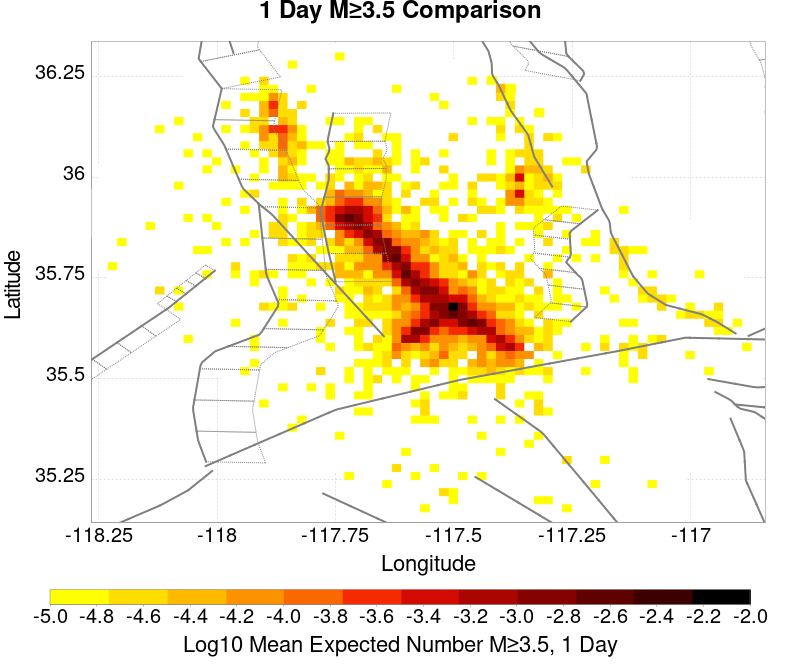 1 Day M≥3.5 Comparison
36.25
36
35.75
35.5
35.25
Latitude
-118.25 -118 -117.75 -117.5 -117.25 -117
Longitude
-5.0 -4.8 -4.6 -4.4 -4.2 -4.0 -3.8 -3.6 -3.4 -3.2 -3.0 -2.8 -2.6 -2.4 -2.2 -2.0
Log10 Mean Expected Number M≥3.5, 1 Day